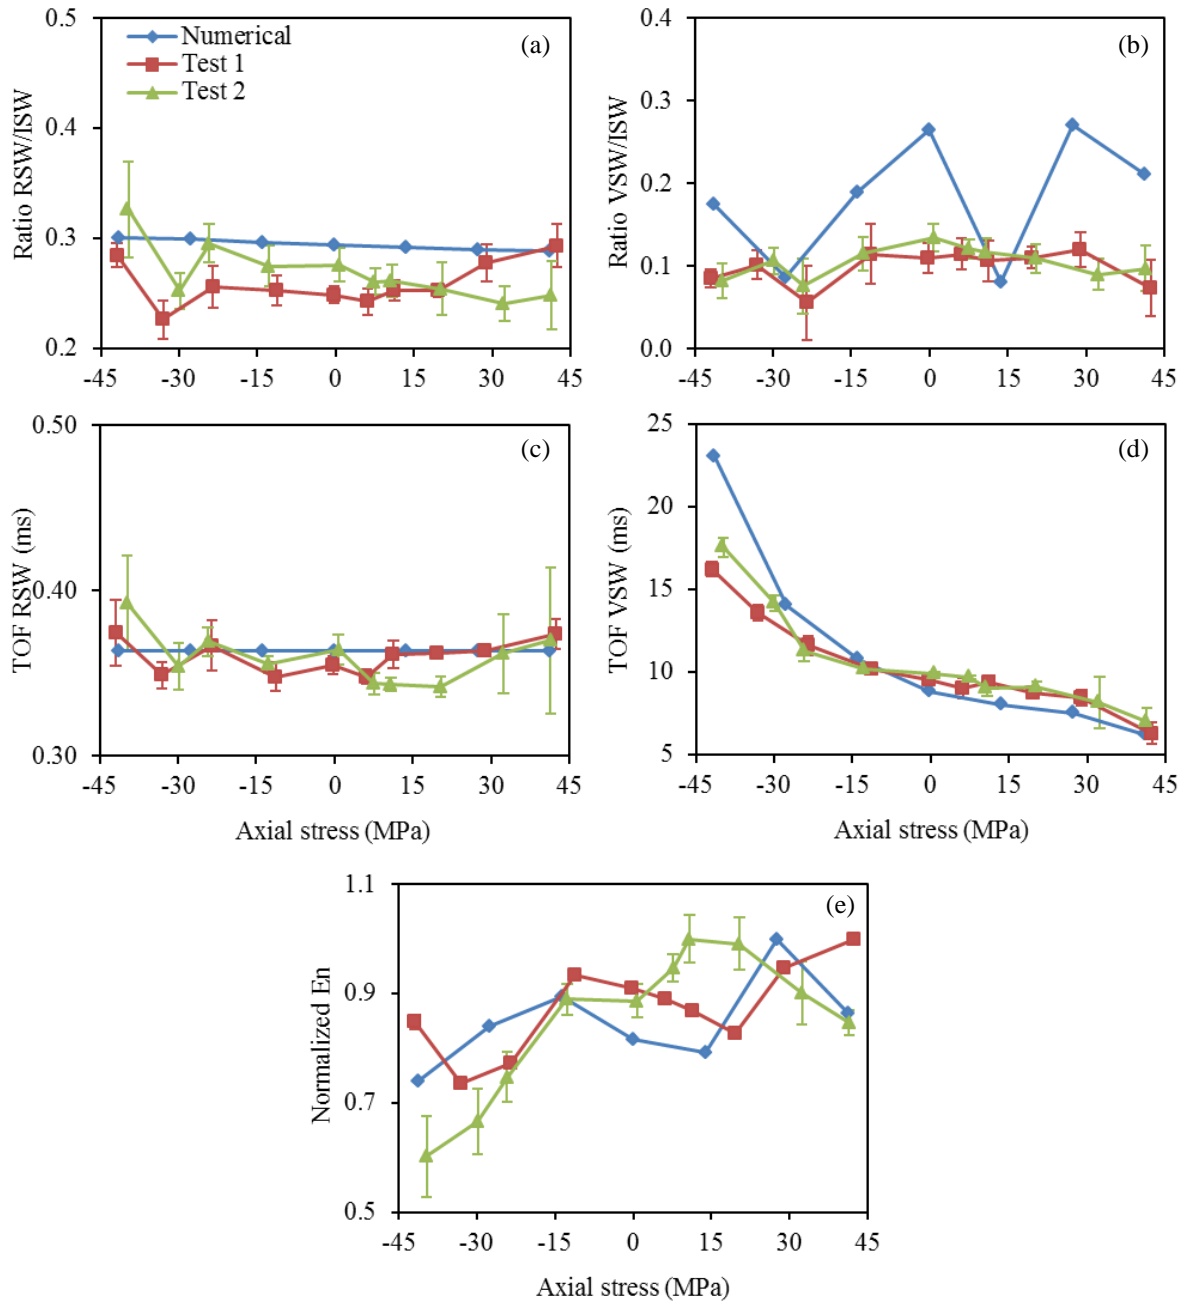 0.5
Numerical
Test 1
Test 2
(a)
0.4
0.3
0.2
Ratio RSW/ISW
-45 -30 -15 0 15 30 45
0.4
(b)
0.3
0.2
0.1
0.0
Ratio VSW/ISW
-45 -30 -15 0 15 30 45
0.50
(c)
0.40
0.30
TOF RSW (ms)
-45 -30 -15 0 15 30 45
Axial stress (MPa)
25
(d)
20
15
10
5
TOF VSW (ms)
-45 -30 -15 0 15 30 45
Axial stress (MPa)
1.1
(e)
0.9
0.7
0.5
Normalized En
-45 -30 -15 0 15 30 45
Axial stress (MPa)